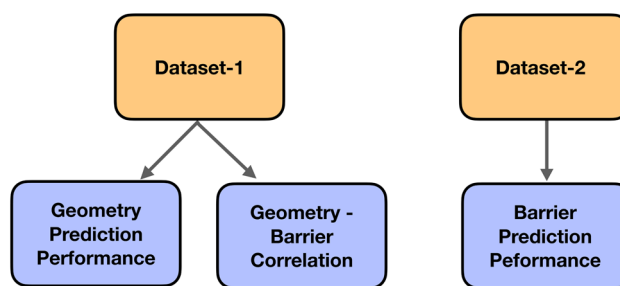 Dataset-1
Dataset-2
Geometry
Prediction
Performance
Geometry -
Barrier
Correlation
Barrier
Prediction
Peformance